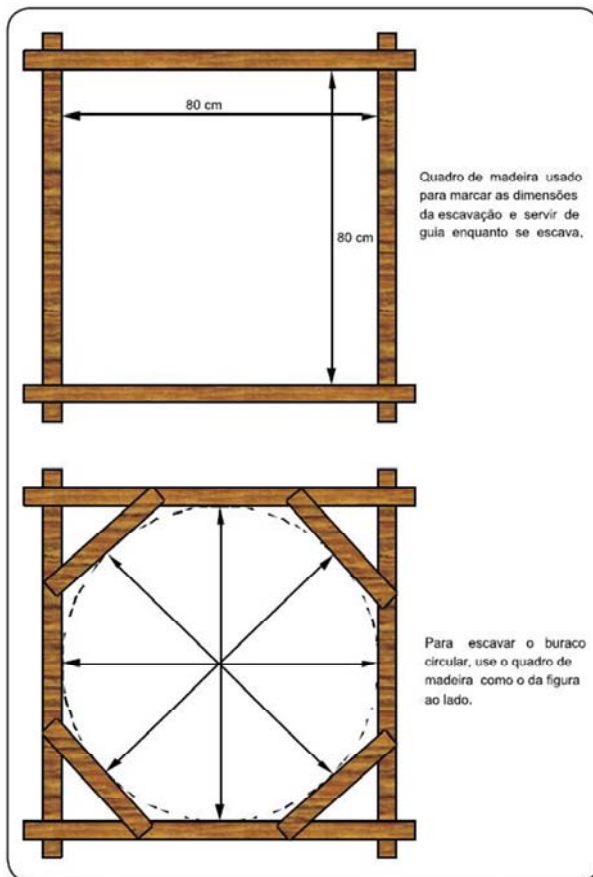 80 cm
80 cm
Quadro de madeira usado
para marcar as dimensões
da escavação e servir de
guia enquanto se escava.
Para escavar o buraco
circular, use o quadro de
madeira como o da figura
ao lado.